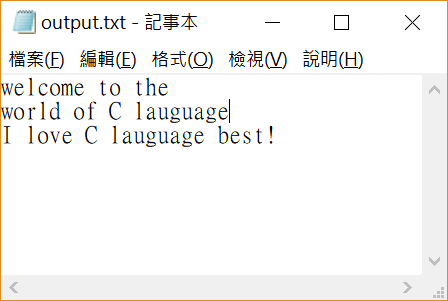 output.txt - 記事本
檔案(F) 編輯(E) 格式(O) 檢視(V) 說明(H)
welcome to the
world of C lauguage
I love C lauguage best!